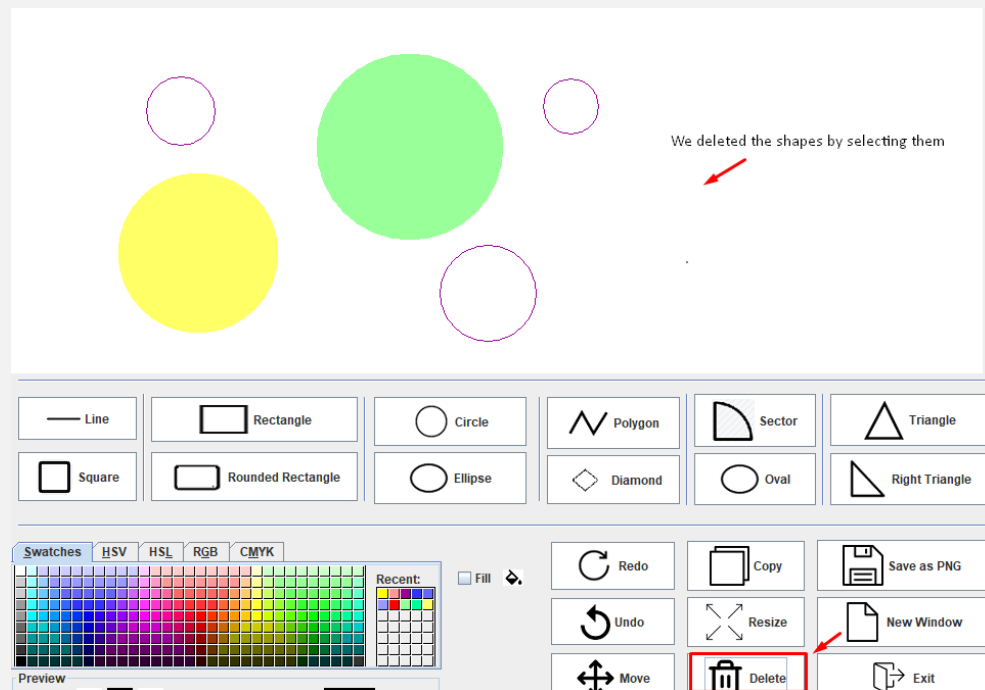 We deleted the shapes by selecting them
Line
Rectangle
Circle
Polygon
Sector
Triangle
Square
Rounded Rectangle
Ellipse
Diamond
Oval
Right Triangle
Swatches HSV HSL RGB CMYK
Recent:
Fill
Redo
Copy
Save as PNG
Undo
Resize
New Window
Move
Delete
Exit
Preview